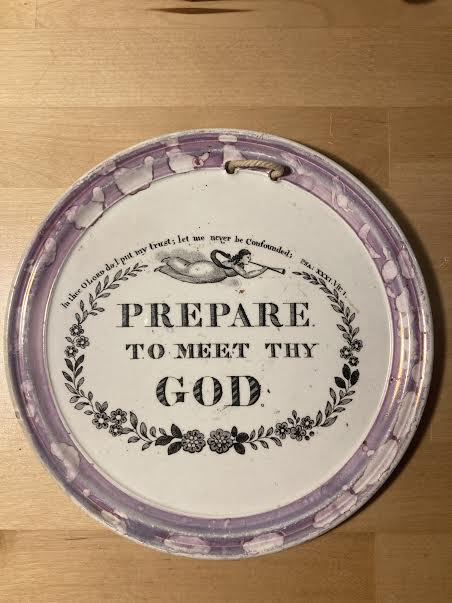 In thee O LORD do I put my trust; let me never be Confounded; Psa: XXXI. Ver. 1.
PREPARE
TO MEET THY
GOD.